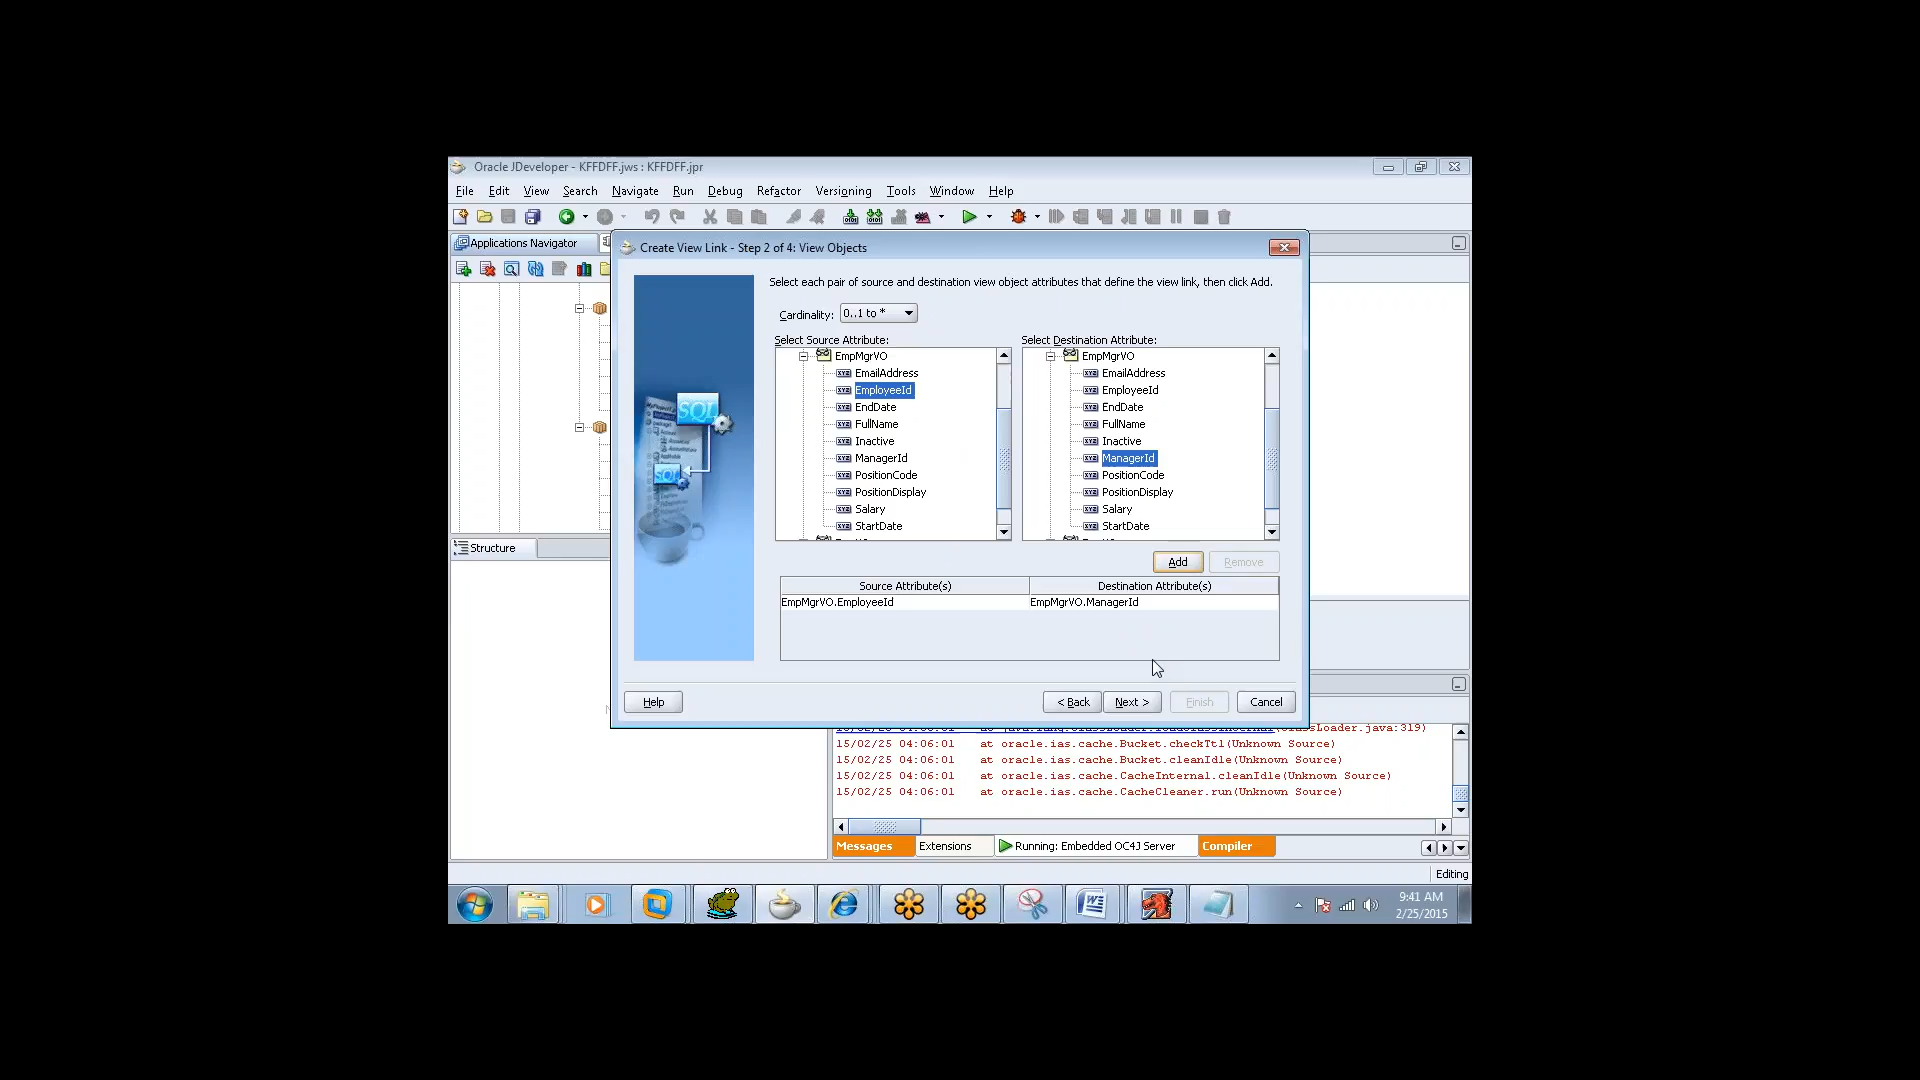 Oracle JDeveloper - KFFDFF.jws : KFFDFF.jpr
File Edit View Search Navigate Run Debug Refactor Versioning Tools Window Help
Applications Navigator
Create View Link - Step 2 of 4: View Objects
Select each pair of source and destination view object attributes that define the view link, then click Add.
Cardinality: 0..1 to *
Select Source Attribute:
EmpMgrVO
EmailAddress
EmployeeId
EndDate
FullName
Inactive
ManagerId
PositionCode
PositionDisplay
Salary
StartDate
Select Destination Attribute:
EmpMgrVO
EmailAddress
EmployeeId
EndDate
FullName
Inactive
ManagerId
PositionCode
PositionDisplay
Salary
StartDate
Add Remove
Source Attribute(s) Destination Attribute(s)
EmpMgrVO.EmployeeId EmpMgrVO.ManagerId
Help < Back Next > Finish Cancel
Structure
SQL
SQL
Loader.java:319)
15/02/25 04:06:01 at oracle.ias.cache.Bucket.checkTtl(Unknown Source)
15/02/25 04:06:01 at oracle.ias.cache.Bucket.cleanIdle(Unknown Source)
15/02/25 04:06:01 at oracle.ias.cache.CacheInternal.cleanIdle(Unknown Source)
15/02/25 04:06:01 at oracle.ias.cache.CacheCleaner.run(Unknown Source)
Messages Extensions Running: Embedded OC4J Server Compiler
Editing
9:41 AM
2/25/2015